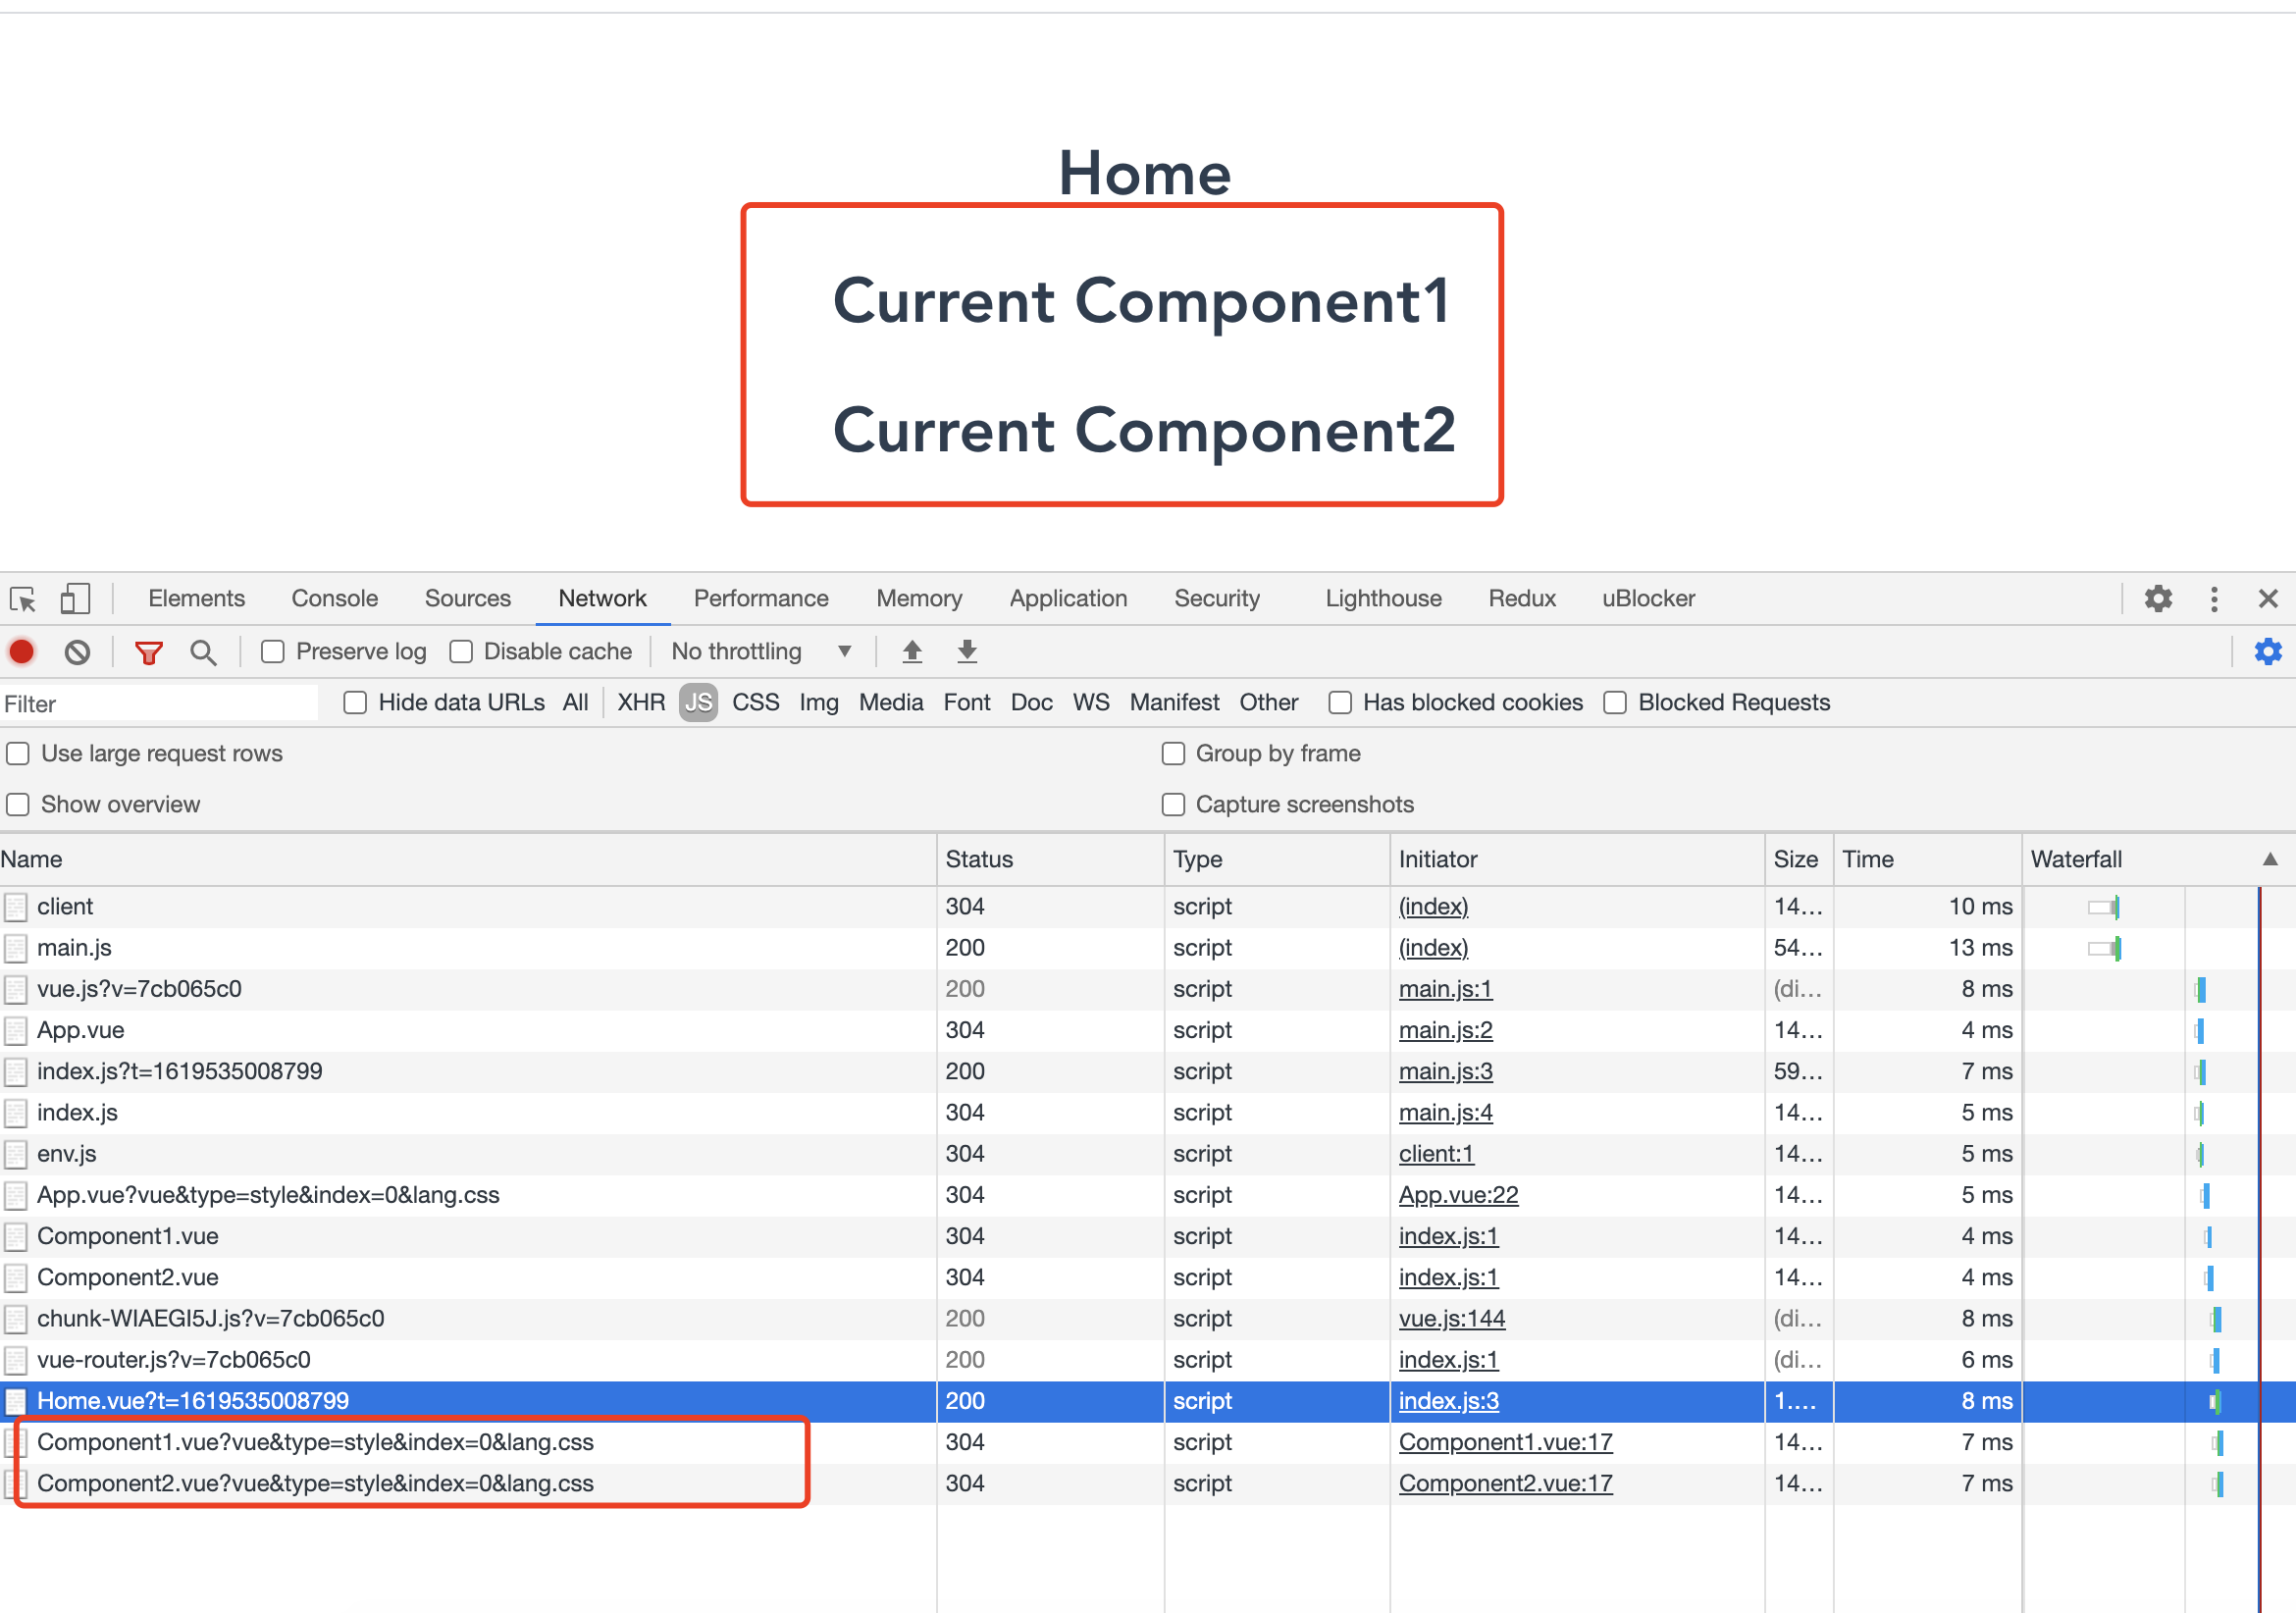 Home
Current Component1
Current Component2
Elements Console Sources Network Performance Memory Application Security Lighthouse Redux uBlocker
Preserve log Disable cache No throttling
Filter Hide data URLs All XHR JS CSS Img Media Font Doc WS Manifest Other Has blocked cookies Blocked Requests
Use large request rows Group by frame
Show overview Capture screenshots
Name Status Type Initiator Size Time Waterfall
client 304 script (index) 14... 10 ms
main.js 200 script (index) 54... 13 ms
vue.js?v=7cb065c0 200 script main.js:1 (di... 8 ms
App.vue 304 script main.js:2 14... 4 ms
index.js?t=1619535008799 200 script main.js:3 59... 7 ms
index.js 304 script main.js:4 14... 5 ms
env.js 304 script client:1 14... 5 ms
App.vue?vue&type=style&index=0&lang.css 304 script App.vue:22 14... 5 ms
Component1.vue 304 script index.js:1 14... 4 ms
Component2.vue 304 script index.js:1 14... 4 ms
chunk-WIAEGI5J.js?v=7cb065c0 200 script vue.js:144 (di... 8 ms
vue-router.js?v=7cb065c0 200 script index.js:1 (di... 6 ms
Home.vue?t=1619535008799 200 script index.js:3 1.... 8 ms
Component1.vue?vue&type=style&index=0&lang.css 304 script Component1.vue:17 14... 7 ms
Component2.vue?vue&type=style&index=0&lang.css 304 script Component2.vue:17 14... 7 ms